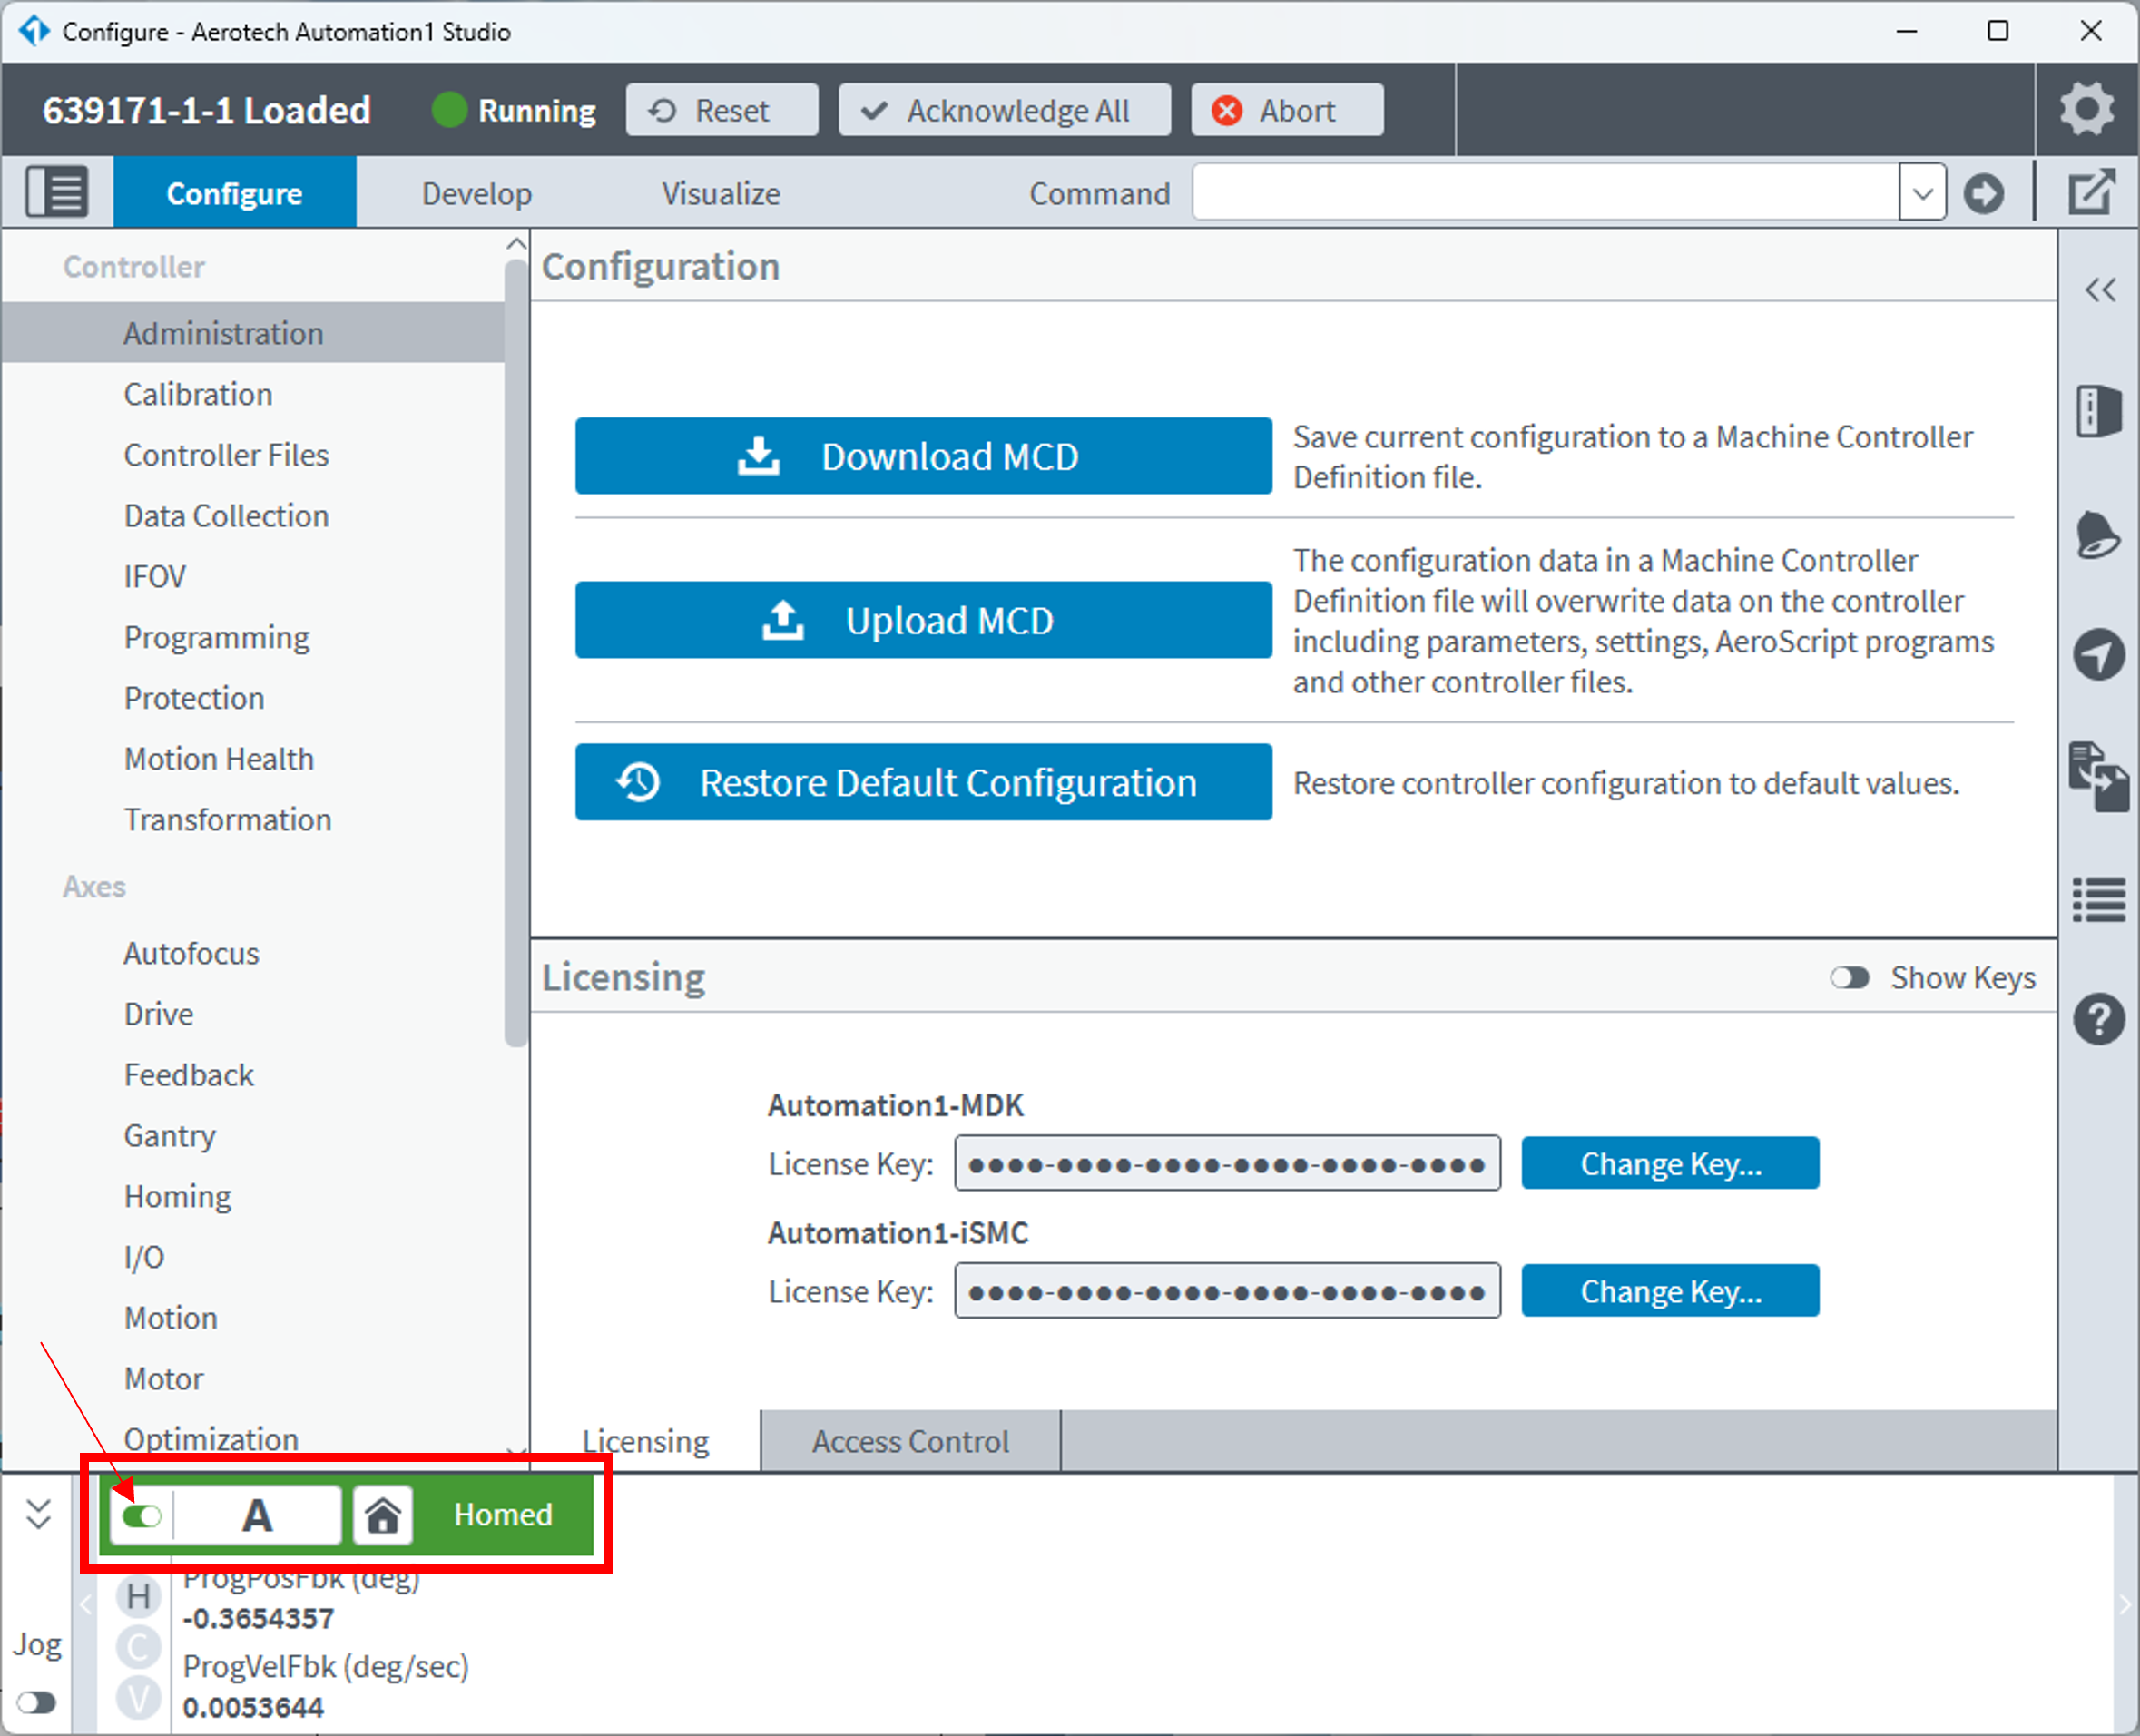 Configure - Aerotech Automation1 Studio
639171-1-1 Loaded Running Reset Acknowledge All Abort
Configure Develop Visualize Command
Controller
Administration
Calibration
Controller Files
Data Collection
IFOV
Programming
Protection
Motion Health
Transformation
Axes
Autofocus
Drive
Feedback
Gantry
Homing
I/O
Motion
Motor
Optimization
Configuration
Download MCD
Save current configuration to a Machine Controller
Definition file.
Upload MCD
The configuration data in a Machine Controller
Definition file will overwrite data on the controller
including parameters, settings, AeroScript programs
and other controller files.
Restore Default Configuration
Restore controller configuration to default values.
Licensing Show Keys
Automation1-MDK
License Key: ●●●●-●●●●-●●●●-●●●●-●●●●-●●●● Change Key...
Automation1-iSMC
License Key: ●●●●-●●●●-●●●●-●●●●-●●●●-●●●● Change Key...
Licensing Access Control
A Homed
H
C
V
ProgPosFbk (deg)
-0.3654357
ProgVelFbk (deg/sec)
0.0053644
Jog